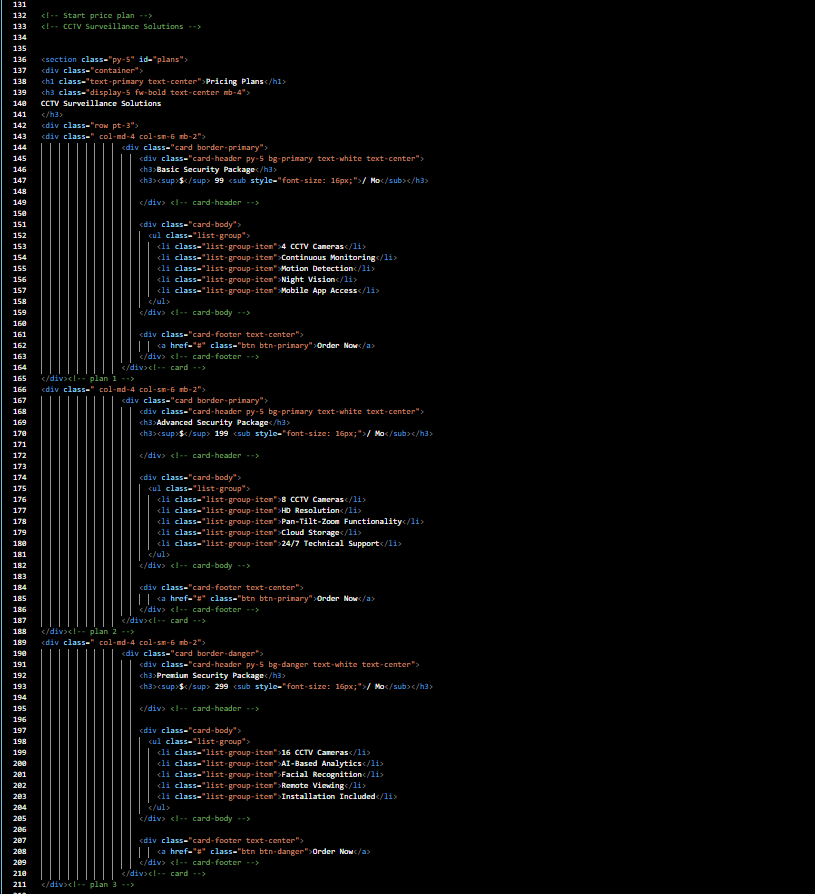 131
132 <!-- Start price plan -->
133 <!-- CCTV Surveillance Solutions -->
134
135
136 <section class="py-5" id="plans">
137 <div class="container">
138 <h1 class="text-primary text-center">Pricing Plans</h1>
139 <h3 class="display-5 fw-bold text-center mb-4">
140 CCTV Surveillance Solutions
141 </h3>
142 <div class="row pt-3">
143 <div class=" col-md-4 col-sm-6 mb-2">
144 <div class="card border-primary">
145 <div class="card-header py-5 bg-primary text-white text-center">
146 <h3>Basic Security Package</h3>
147 <h3><sup>$</sup> 99 <sub style="font-size: 16px;">/ Mo</sub></h3>
148
149 </div> <!-- card-header -->
150
151 <div class="card-body">
152 <ul class="list-group">
153 <li class="list-group-item">4 CCTV Cameras</li>
154 <li class="list-group-item">Continuous Monitoring</li>
155 <li class="list-group-item">Motion Detection</li>
156 <li class="list-group-item">Night Vision</li>
157 <li class="list-group-item">Mobile App Access</li>
158 </ul>
159 </div> <!-- card-body -->
160
161 <div class="card-footer text-center">
162 <a href="#" class="btn btn-primary">Order Now</a>
163 </div> <!-- card-footer -->
164 </div><!-- card -->
165 </div><!-- plan 1 -->
166 <div class=" col-md-4 col-sm-6 mb-2">
167 <div class="card border-primary">
168 <div class="card-header py-5 bg-primary text-white text-center">
169 <h3>Advanced Security Package</h3>
170 <h3><sup>$</sup> 199 <sub style="font-size: 16px;">/ Mo</sub></h3>
171
172 </div> <!-- card-header -->
173
174 <div class="card-body">
175 <ul class="list-group">
176 <li class="list-group-item">8 CCTV Cameras</li>
177 <li class="list-group-item">HD Resolution</li>
178 <li class="list-group-item">Pan-Tilt-Zoom Functionality</li>
179 <li class="list-group-item">Cloud Storage</li>
180 <li class="list-group-item">24/7 Technical Support</li>
181 </ul>
182 </div> <!-- card-body -->
183
184 <div class="card-footer text-center">
185 <a href="#" class="btn btn-primary">Order Now</a>
186 </div> <!-- card-footer -->
187 </div><!-- card -->
188 </div><!-- plan 2 -->
189 <div class=" col-md-4 col-sm-6 mb-2">
190 <div class="card border-danger">
191 <div class="card-header py-5 bg-danger text-white text-center">
192 <h3>Premium Security Package</h3>
193 <h3><sup>$</sup> 299 <sub style="font-size: 16px;">/ Mo</sub></h3>
194
195 </div> <!-- card-header -->
196
197 <div class="card-body">
198 <ul class="list-group">
199 <li class="list-group-item">16 CCTV Cameras</li>
200 <li class="list-group-item">AI-Based Analytics</li>
201 <li class="list-group-item">Facial Recognition</li>
202 <li class="list-group-item">Remote Viewing</li>
203 <li class="list-group-item">Installation Included</li>
204 </ul>
205 </div> <!-- card-body -->
206
207 <div class="card-footer text-center">
208 <a href="#" class="btn btn-danger">Order Now</a>
209 </div> <!-- card-footer -->
210 </div><!-- card -->
211 </div><!-- plan 3 -->